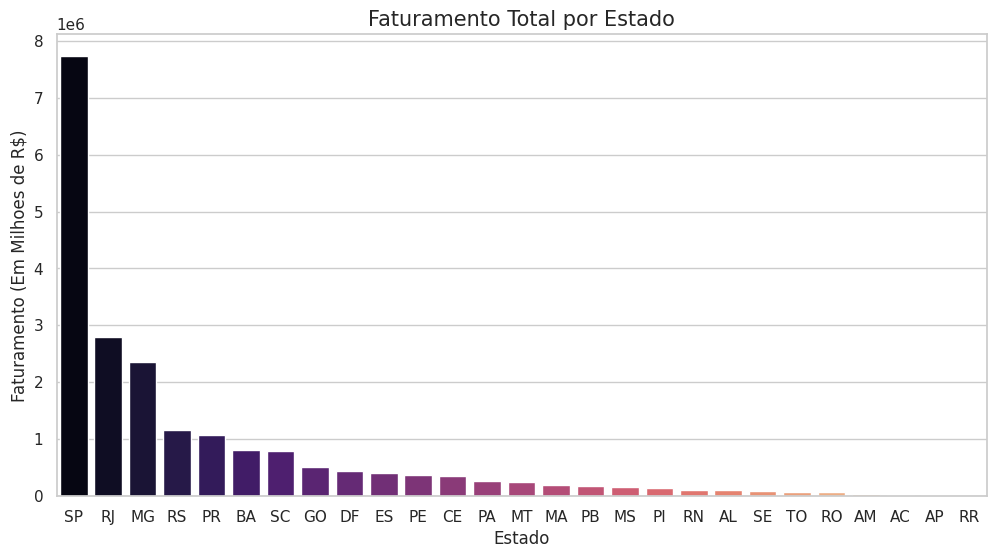 Faturamento Total por Estado
1e6
8
7
6
5
4
3
2
1
0
Faturamento (Em Milhoes de R$)
SP RJ MG RS PR BA SC GO DF ES PE CE PA MT MA PB MS PI RN AL SE TO RO AM AC AP RR
Estado